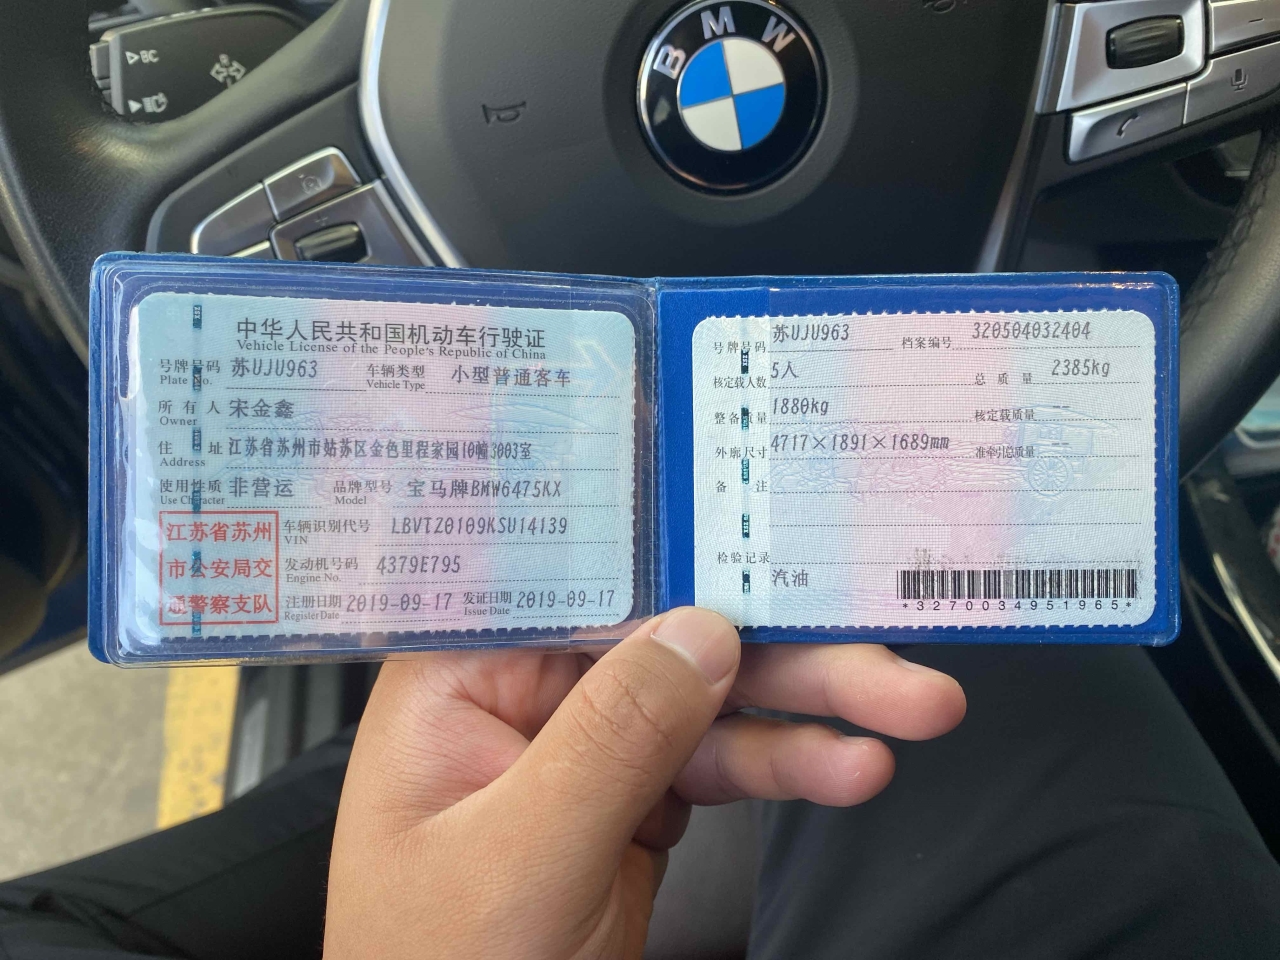 BMW
BC
中华人民共和国机动车行驶证
Vehicle License of the People's Republic of China
号牌号码 苏UJU963 车辆类型 小型普通客车
Plate No. Vehicle Type
所有人 宋金鑫
Owner
住址 江苏省苏州市姑苏区金色里程家园10幢3003室
Address
使用性质 非营运 品牌型号 宝马牌BMW6475KX
Use Character Model
江苏省苏州
市公安局交
通警察支队
车辆识别代号 LBVTZ0109KSU14139
VIN
发动机号码 4379E795
Engine No.
注册日期 2019-09-17 发证日期 2019-09-17
Register Date Issue Date
号牌号码 苏UJU963 档案编号 320504032404
核定载人数 5人 总质量 2385kg
整备质量 1880kg 核定载质量 --
外廓尺寸 4717×1891×1689mm 准牵引总质量 --
备注
检验记录
汽油
*3270034951965*